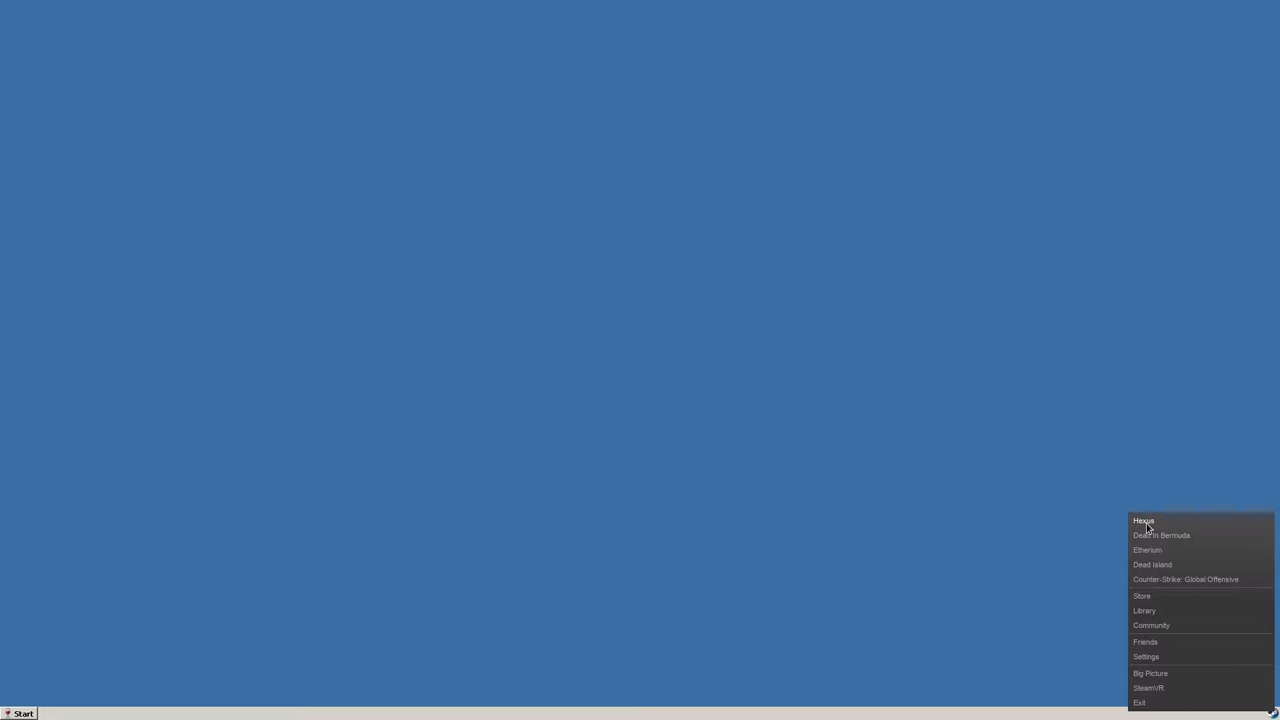 Hexus
Dead In Bermuda
Etherium
Dead Island
Counter-Strike: Global Offensive
Store
Library
Community
Friends
Settings
Big Picture
SteamVR
Exit
Start